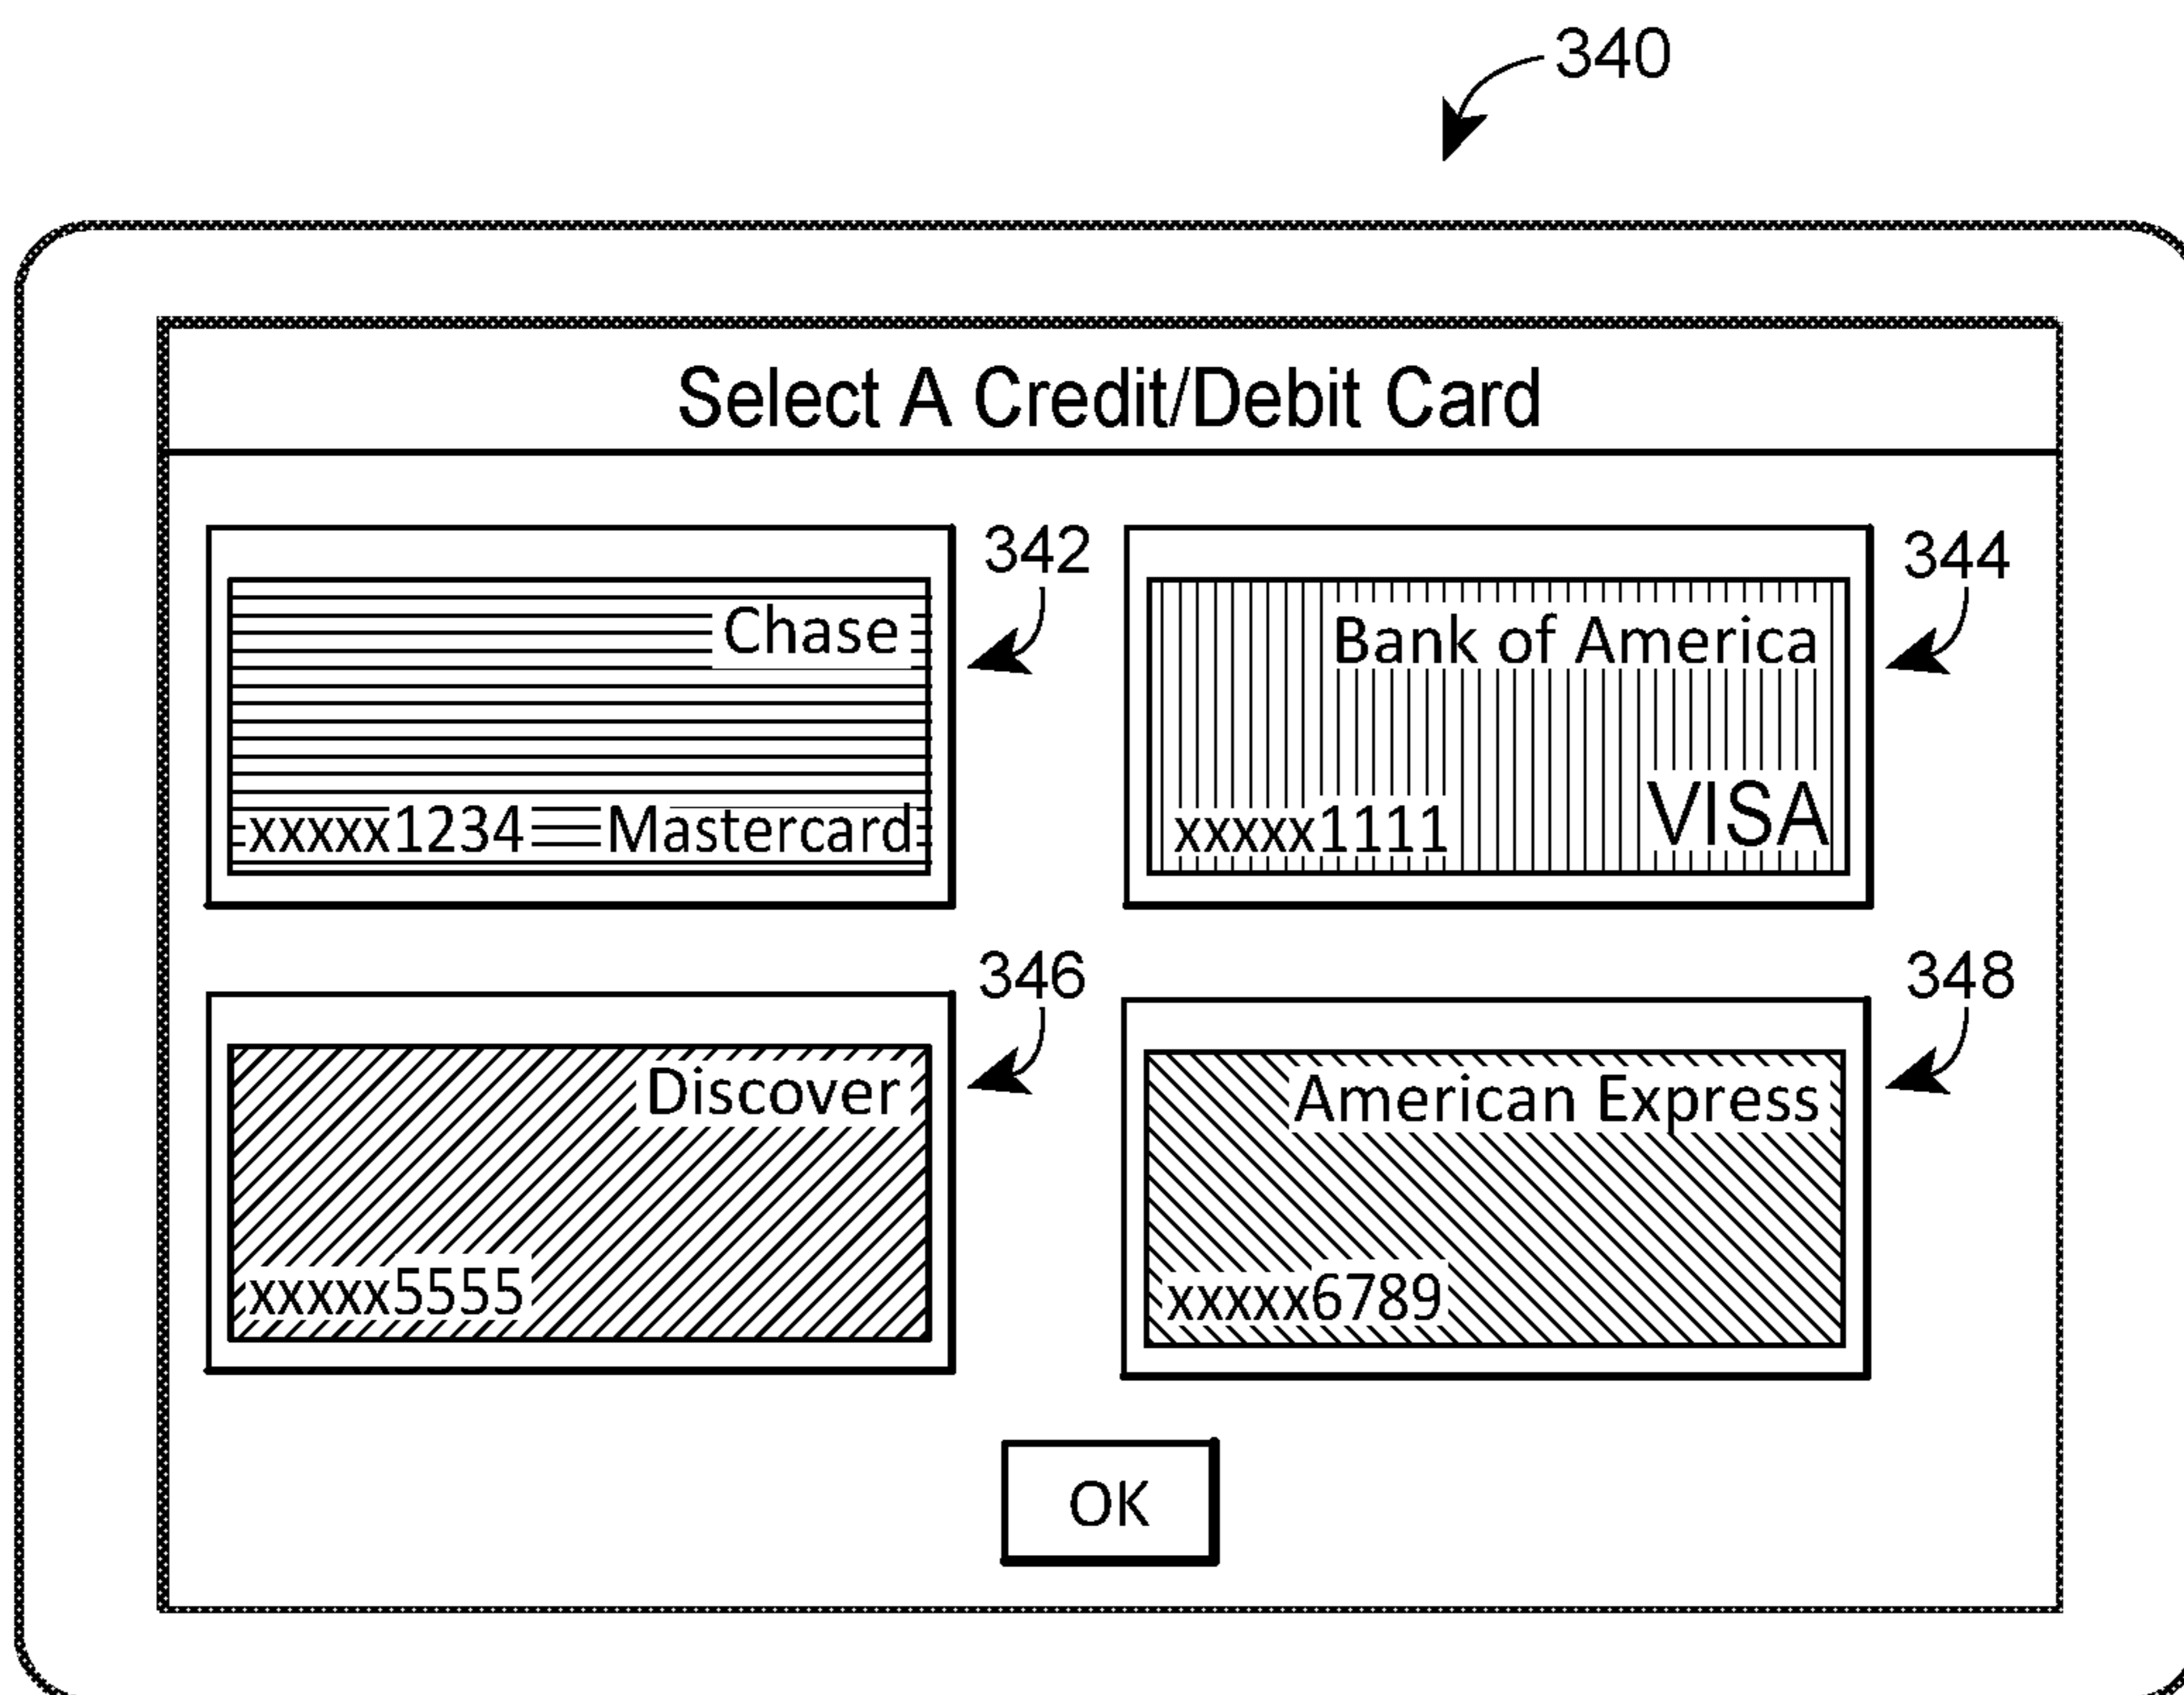 340
Select A Credit/Debit Card
342
Chase
xxxxx1234 Mastercard
344
Bank of America
VISA
xxxxx1111
346
Discover
xxxxx5555
348
American Express
xxxxx6789
OK